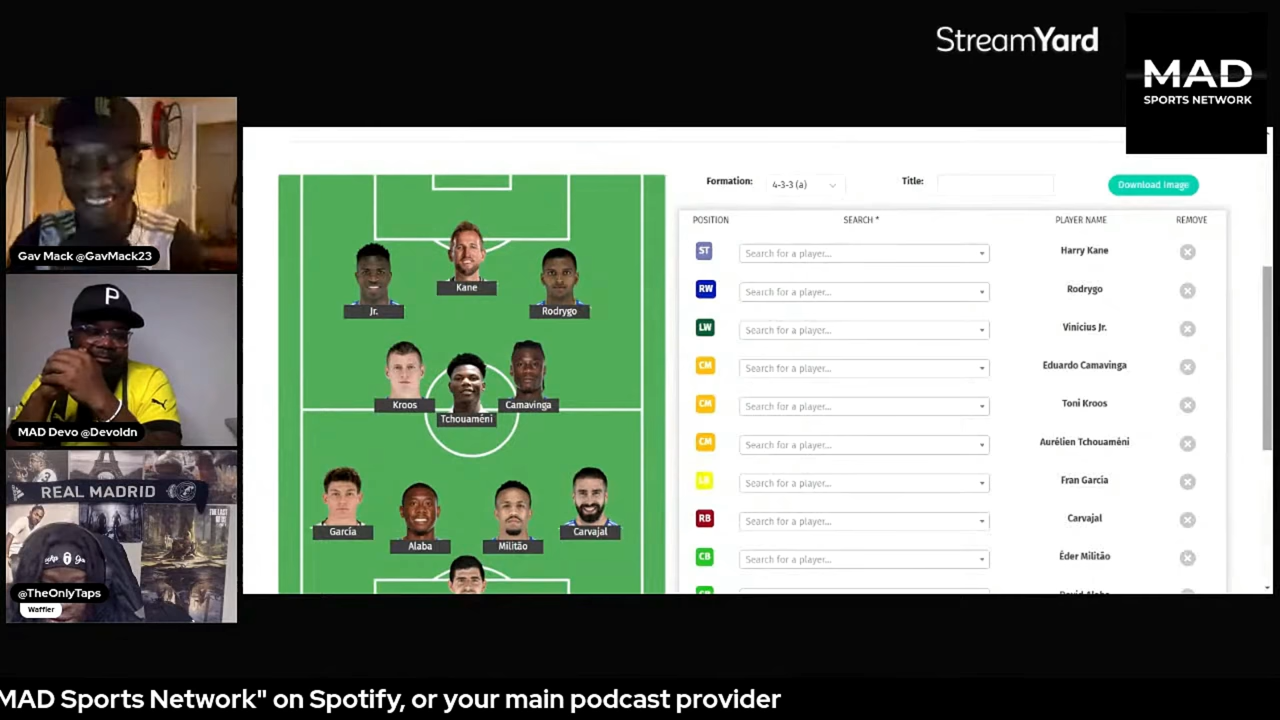 StreamYard
MAD
SPORTS NETWORK
Gav Mack @GavMack23
P
MAD Devo @Devoldn
REAL MADRID
@TheOnlyTaps
Waffler
Formation:
4-3-3 (a)
Title:
Download Image
POSITION
SEARCH *
PLAYER NAME
REMOVE
ST
Search for a player...
Harry Kane
RW
Search for a player...
Rodrygo
LW
Search for a player...
Vinicius Jr.
CM
Search for a player...
Eduardo Camavinga
CM
Search for a player...
Toni Kroos
CM
Search for a player...
Aurélien Tchouaméni
LB
Search for a player...
Fran García
RB
Search for a player...
Carvajal
CB
Search for a player...
Éder Militão
Kane
Jr.
Rodrygo
Kroos
Tchouaméni
Camavinga
García
Alaba
Militão
Carvajal
MAD Sports Network" on Spotify, or your main podcast provider